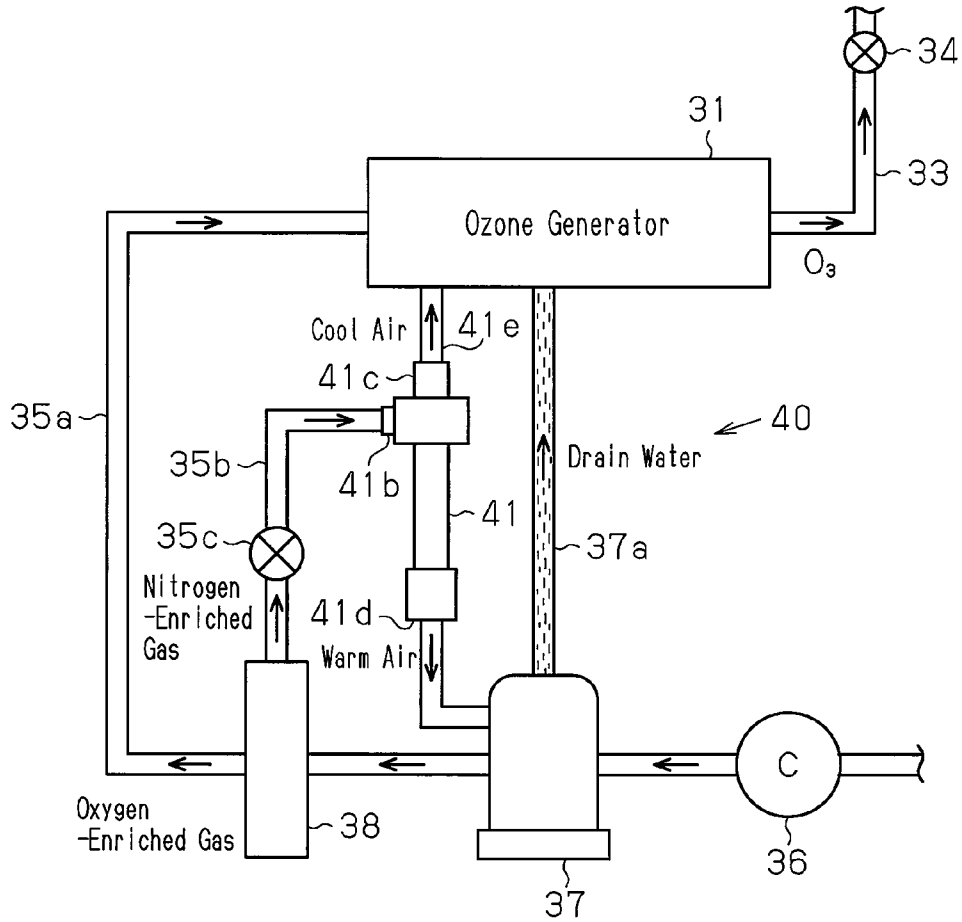 34
31
33
Ozone Generator
O₃
Cool Air
41e
41c
35a
40
35b
Drain Water
41b
41
35c
37a
Nitrogen
-Enriched
Gas
41d
Warm Air
C
Oxygen
-Enriched Gas
38
36
37